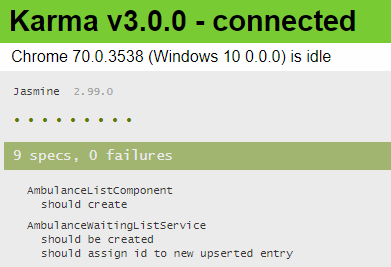 Karma v3.0.0 - connected
Chrome 70.0.3538 (Windows 10 0.0.0) is idle
Jasmine 2.99.0
• • • • • • • • •
9 specs, 0 failures
AmbulanceListComponent
should create
AmbulanceWaitingListService
should be created
should assign id to new upserted entry